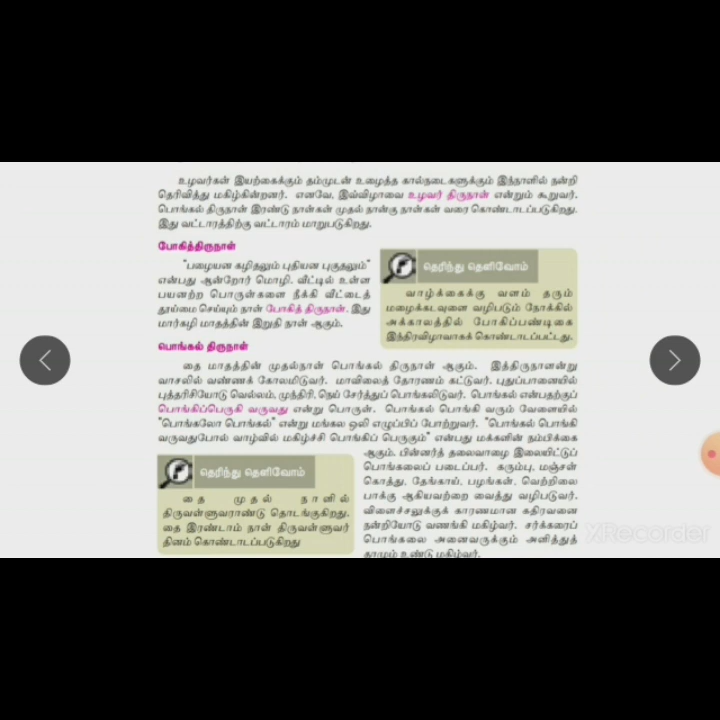 உழவர்கள் இயற்கைக்கும் தம்முடன் உழைத்த கால்நடைகளுக்கும் இந்நாளில் நன்றி
தெரிவித்து மகிழ்கின்றனர். எனவே, இவ்விழாவை உழவர் திருநாள் என்றும் கூறுவர்.
பொங்கல் திருநாள் இரண்டு நாள்கள் முதல் நான்கு நாள்கள் வரை கொண்டாடப்படுகிறது.
இது வட்டாரத்திற்கு வட்டாரம் மாறுபடுகிறது.
போகித்திருநாள்
"பழையன கழிதலும் புதியன புகுதலும்"
என்பது ஆன்றோர் மொழி. வீட்டில் உள்ள
பயனற்ற பொருள்களை நீக்கி வீட்டைத்
தூய்மை செய்யும் நாள் போகித் திருநாள். இது
மார்கழி மாதத்தின் இறுதி நாள் ஆகும்.
தெரிந்து தெளிவோம்
வாழ்க்கைக்கு வளம் தரும்
மழைக்கடவுளை வழிபடும் நோக்கில்
அக்காலத்தில் போகிப்பண்டிகை
இந்திரவிழாவாகக் கொண்டாடப்பட்டது.
பொங்கல் திருநாள்
தை மாதத்தின் முதல்நாள் பொங்கல் திருநாள் ஆகும். இத்திருநாளன்று
வாசலில் வண்ணக் கோலமிடுவர். மாவிலைத் தோரணம் கட்டுவர். புதுப்பானையில்
புத்தரிசியோடு வெல்லம், முந்திரி, நெய் சேர்த்துப் பொங்கலிடுவர். பொங்கல் என்பதற்குப்
பொங்கிப்பெருகி வருவது என்று பொருள். பொங்கல் பொங்கி வரும் வேளையில்
"பொங்கலோ பொங்கல்" என்று மங்கல ஒலி எழுப்பிப் போற்றுவர். "பொங்கல் பொங்கி
வருவதுபோல் வாழ்வில் மகிழ்ச்சி பொங்கிப் பெருகும்" என்பது மக்களின் நம்பிக்கை
ஆகும். பின்னர்த் தலைவாழை இலையிட்டுப்
பொங்கலைப் படைப்பர். கரும்பு, மஞ்சள்
கொத்து, தேங்காய், பழங்கள், வெற்றிலை
பாக்கு ஆகியவற்றை வைத்து வழிபடுவர்.
விளைச்சலுக்குக் காரணமான கதிரவனை
நன்றியோடு வணங்கி மகிழ்வர். சர்க்கரைப்
பொங்கலை அனைவருக்கும் அளித்துத்
தாமும் உண்டு மகிழ்வர்.
தெரிந்து தெளிவோம்
தை முதல் நாளில்
திருவள்ளுவராண்டு தொடங்குகிறது.
தை இரண்டாம் நாள் திருவள்ளுவர்
தினம் கொண்டாடப்படுகிறது
XRecorder